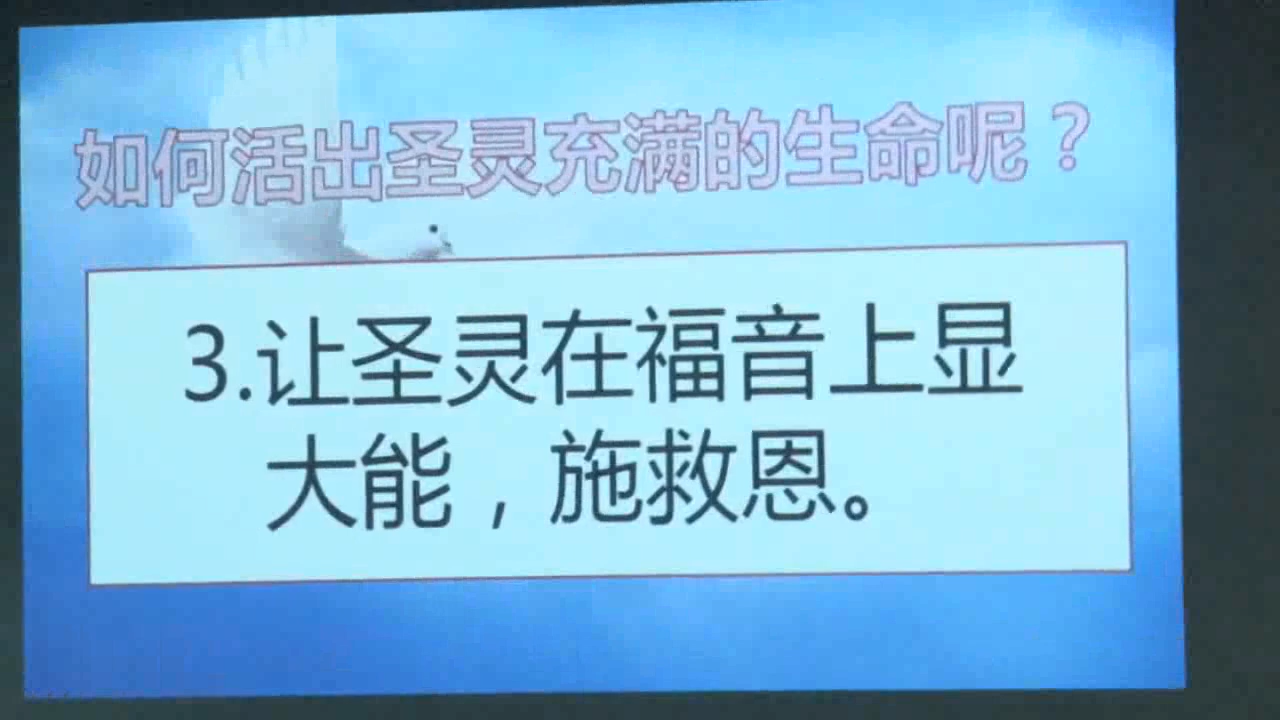 如何活出圣灵充满的生命呢？
3.让圣灵在福音上显
大能，施救恩。